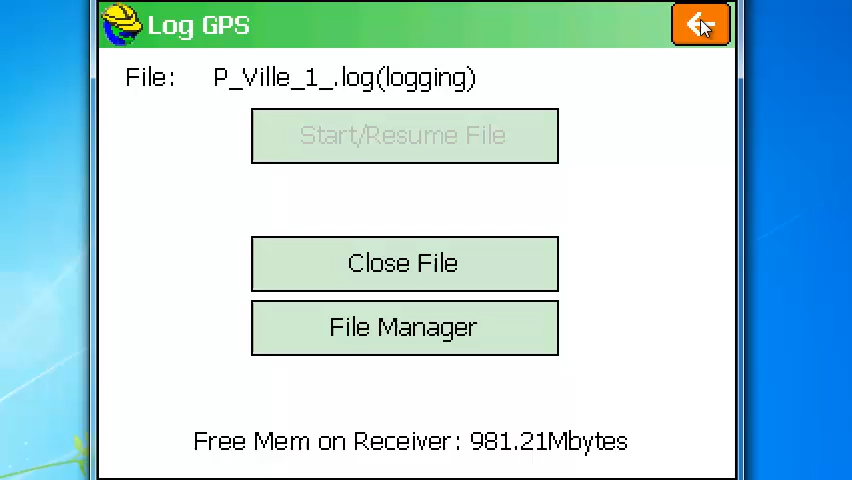 Log GPS
File: P_Ville_1_.log(logging)
Start/Resume File
Close File
File Manager
Free Mem on Receiver: 981.21Mbytes